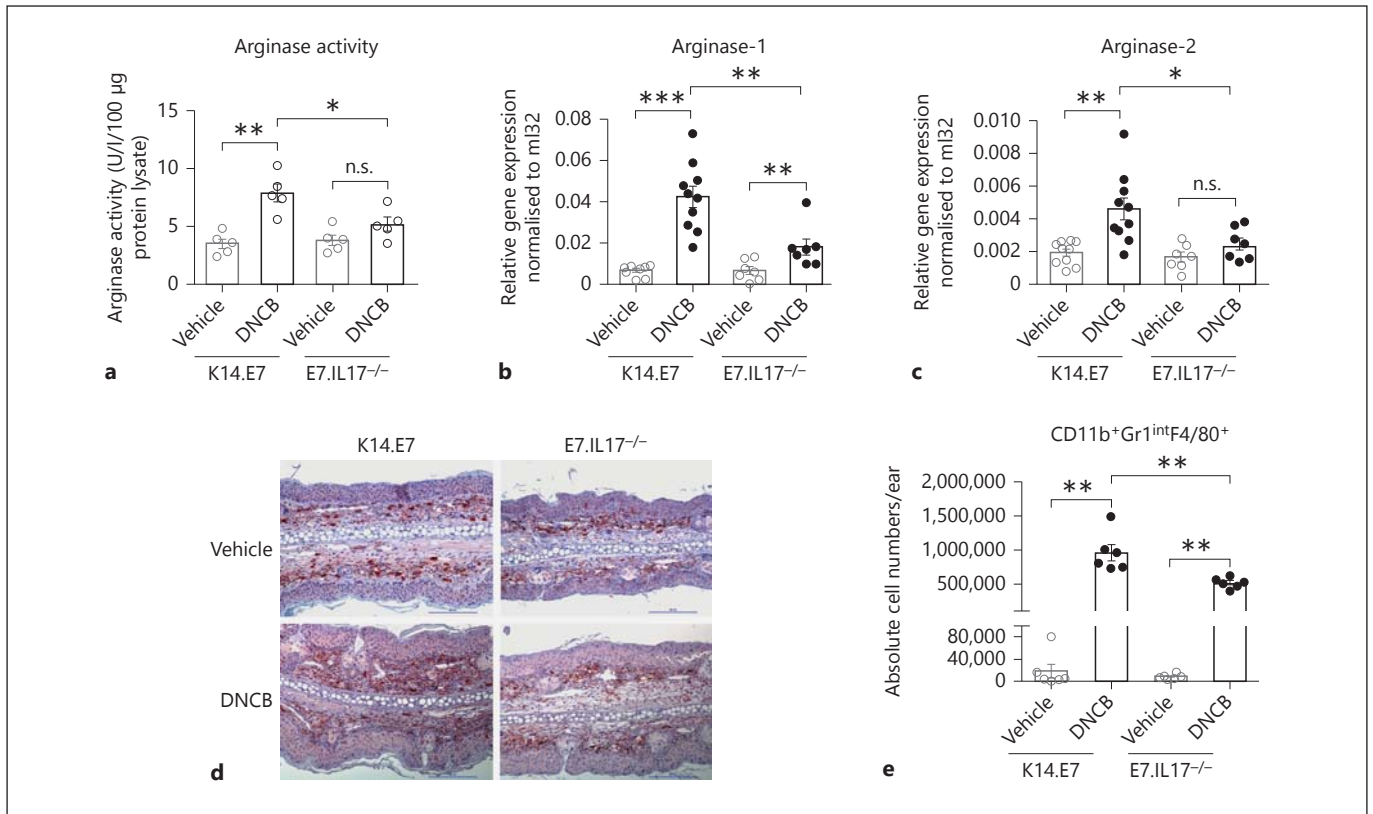 Arginase activity
Arginase activity (U/l/100 µg
protein lysate)
15
10
5
0
**
*
n.s.
Vehicle
DNCB
Vehicle
DNCB
K14.E7
E7.IL17–/–
a
Arginase-1
Relative gene expression
normalised to ml32
0.08
0.06
0.04
0.02
0
***
**
**
Vehicle
DNCB
Vehicle
DNCB
K14.E7
E7.IL17–/–
b
Arginase-2
Relative gene expression
normalised to ml32
0.010
0.008
0.006
0.004
0.002
0
**
*
n.s.
Vehicle
DNCB
Vehicle
DNCB
K14.E7
E7.IL17–/–
c
K14.E7
E7.IL17–/–
Vehicle
DNCB
d
CD11b+Gr1intF4/80+
Absolute cell numbers/ear
2,000,000
1,500,000
1,000,000
500,000
80,000
40,000
0
**
**
**
Vehicle
DNCB
Vehicle
DNCB
K14.E7
E7.IL17–/–
e